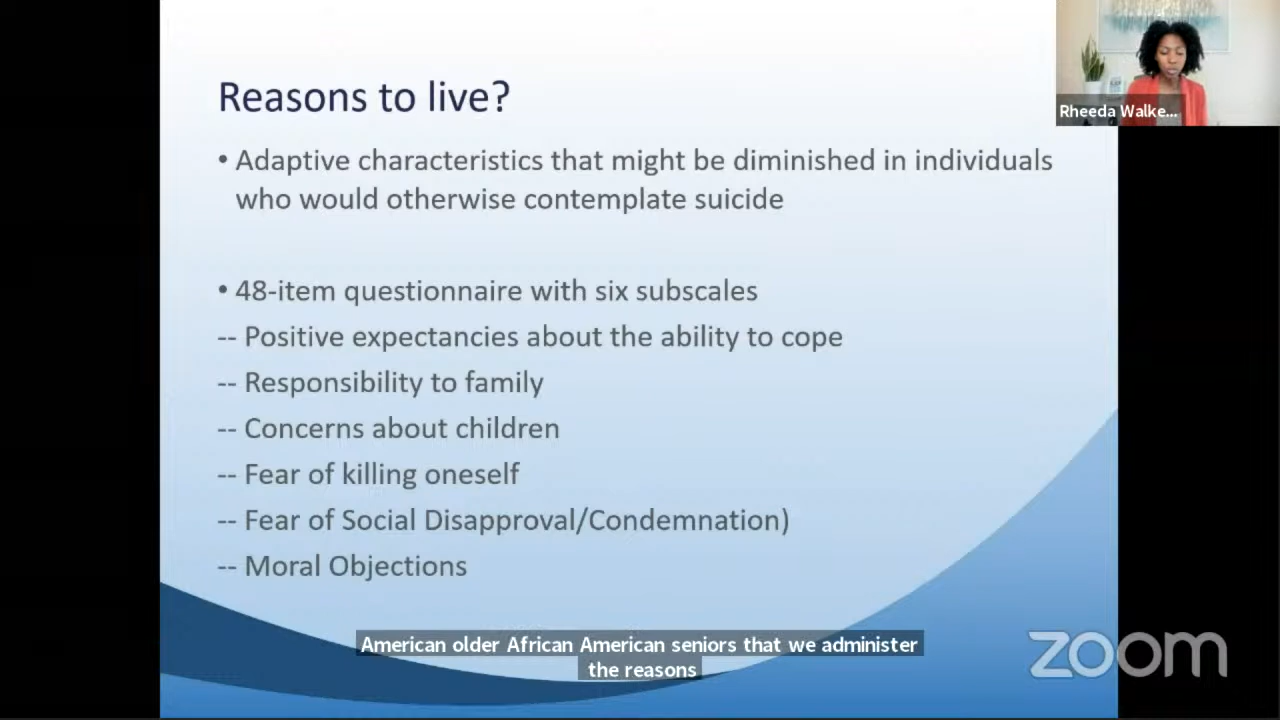 Reasons to live?
Rheeda Walke...
• Adaptive characteristics that might be diminished in individuals
who would otherwise contemplate suicide
• 48-item questionnaire with six subscales
-- Positive expectancies about the ability to cope
-- Responsibility to family
-- Concerns about children
-- Fear of killing oneself
-- Fear of Social Disapproval/Condemnation)
-- Moral Objections
American older African American seniors that we administer
the reasons
zoom